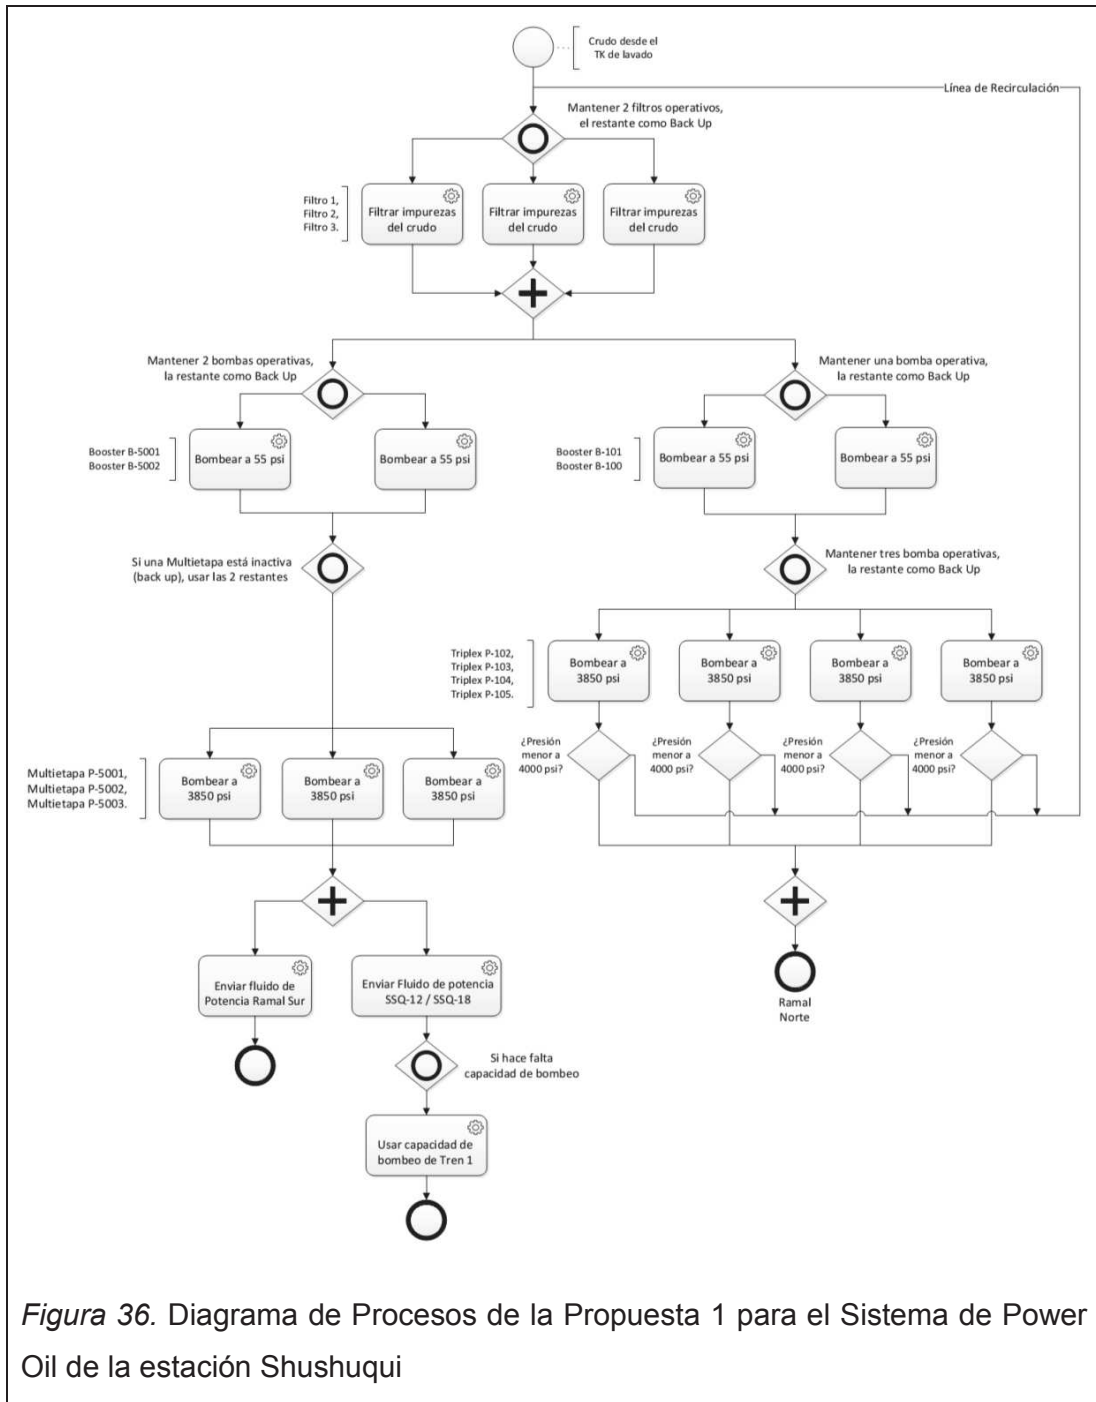 Crudo desde el
TK de lavado
Línea de Recirculación
Mantener 2 filtros operativos,
el restante como Back Up
Filtro 1,
Filtro 2,
Filtro 3.
Filtrar impurezas
del crudo
Filtrar impurezas
del crudo
Filtrar impurezas
del crudo
Mantener 2 bombas operativas,
la restante como Back Up
Mantener una bomba operativa,
la restante como Back Up
Booster B-5001
Booster B-5002
Bombear a 55 psi
Bombear a 55 psi
Booster B-101
Booster B-100
Bombear a 55 psi
Bombear a 55 psi
Si una Multietapa está inactiva
(back up), usar las 2 restantes
Mantener tres bomba operativas,
la restante como Back Up
Triplex P-102,
Triplex P-103,
Triplex P-104,
Triplex P-105.
Bombear a
3850 psi
Bombear a
3850 psi
Bombear a
3850 psi
Bombear a
3850 psi
¿Presión
menor a
4000 psi?
¿Presión
menor a
4000 psi?
¿Presión
menor a
4000 psi?
¿Presión
menor a
4000 psi?
Multietapa P-5001,
Multietapa P-5002,
Multietapa P-5003.
Bombear a
3850 psi
Bombear a
3850 psi
Bombear a
3850 psi
Enviar fluido de
Potencia Ramal Sur
Enviar Fluido de potencia
SSQ-12 / SSQ-18
Ramal
Norte
Si hace falta
capacidad de bombeo
Usar capacidad de
bombeo de Tren 1
Figura 36. Diagrama de Procesos de la Propuesta 1 para el Sistema de Power
Oil de la estación Shushuqui